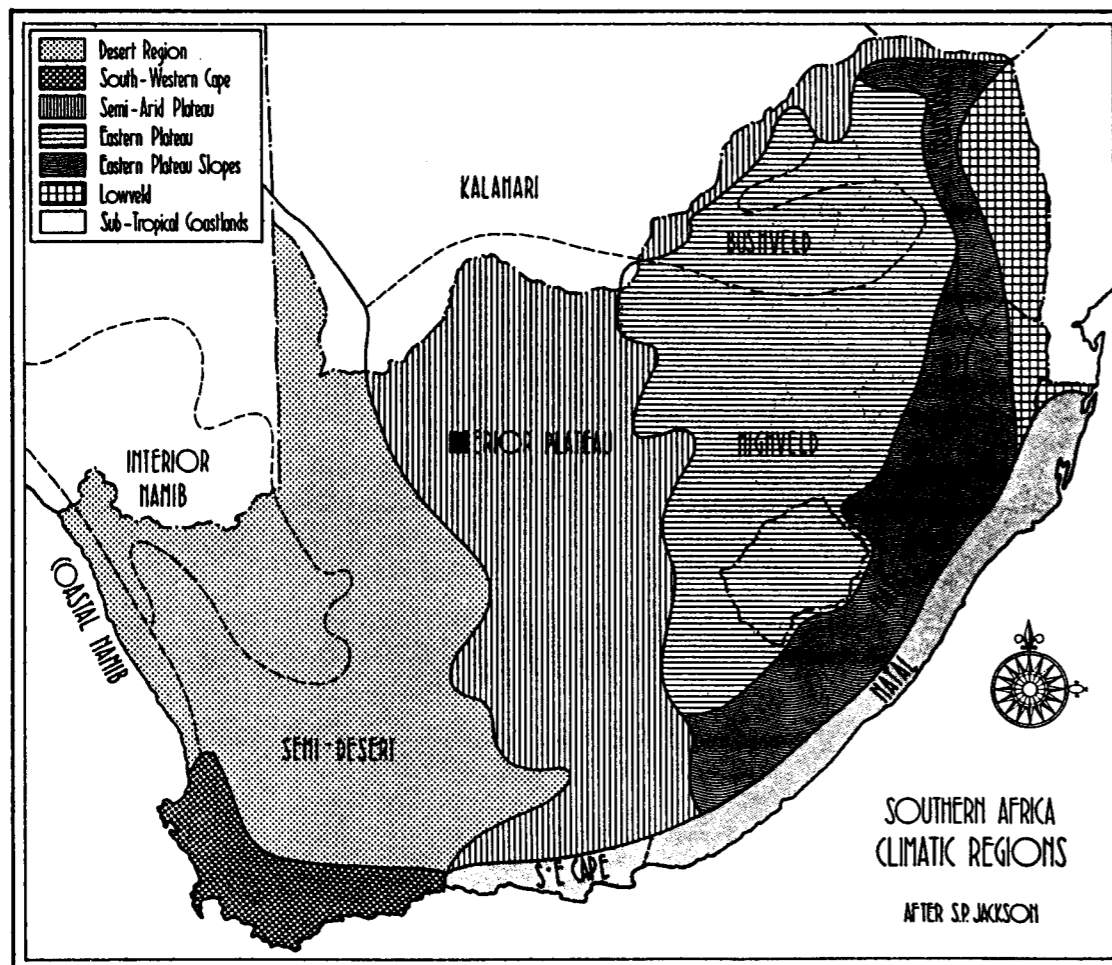 Desert Region
South-Western Cape
Semi-Arid Plateau
Eastern Plateau
Eastern Plateau Slopes
Lowveld
Sub-Tropical Coastlands
KALAHARI
BUSHVELD
ERIOR PLATEAU
HIGHVELD
INTERIOR
NAMIB
COASTAL NAMIB
NATAL
SEMI-DESERT
S-E CAPE
SOUTHERN AFRICA
CLIMATIC REGIONS
AFTER S.P. JACKSON